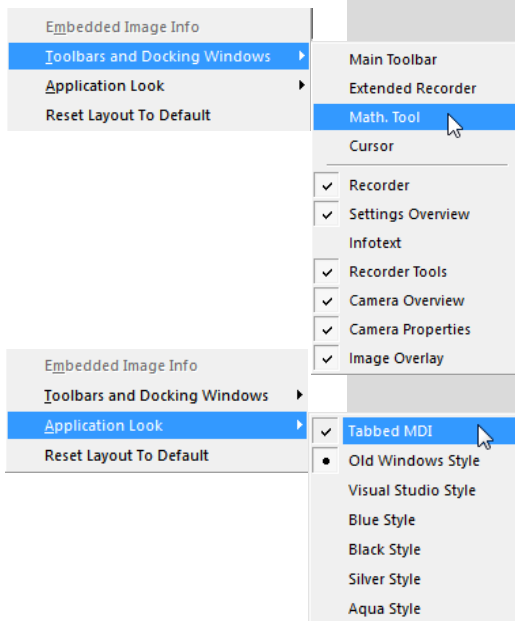 Embedded Image Info
Toolbars and Docking Windows
Application Look
Reset Layout To Default
Main Toolbar
Extended Recorder
Math. Tool
Cursor
Recorder
Settings Overview
Infotext
Recorder Tools
Camera Overview
Camera Properties
Image Overlay
Embedded Image Info
Toolbars and Docking Windows
Application Look
Reset Layout To Default
Tabbed MDI
Old Windows Style
Visual Studio Style
Blue Style
Black Style
Silver Style
Aqua Style